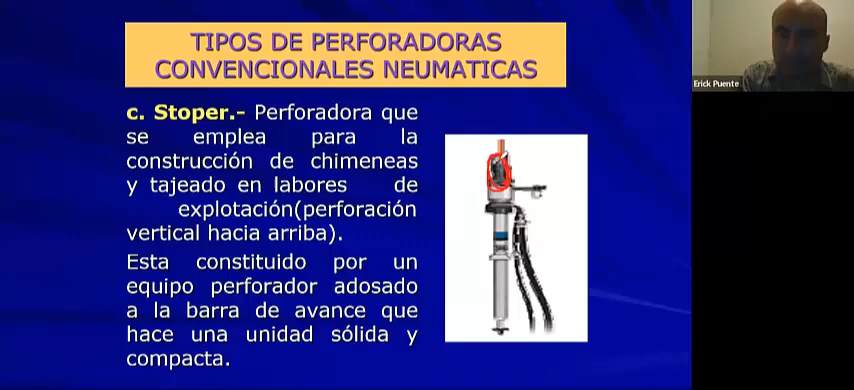 TIPOS DE PERFORADORAS
CONVENCIONALES NEUMATICAS
Erick Puente
c. Stoper.- Perforadora que
se emplea para la
construcción de chimeneas
y tajeado en labores de
explotación(perforación
vertical hacia arriba).
Esta constituido por un
equipo perforador adosado
a la barra de avance que
hace una unidad sólida y
compacta.